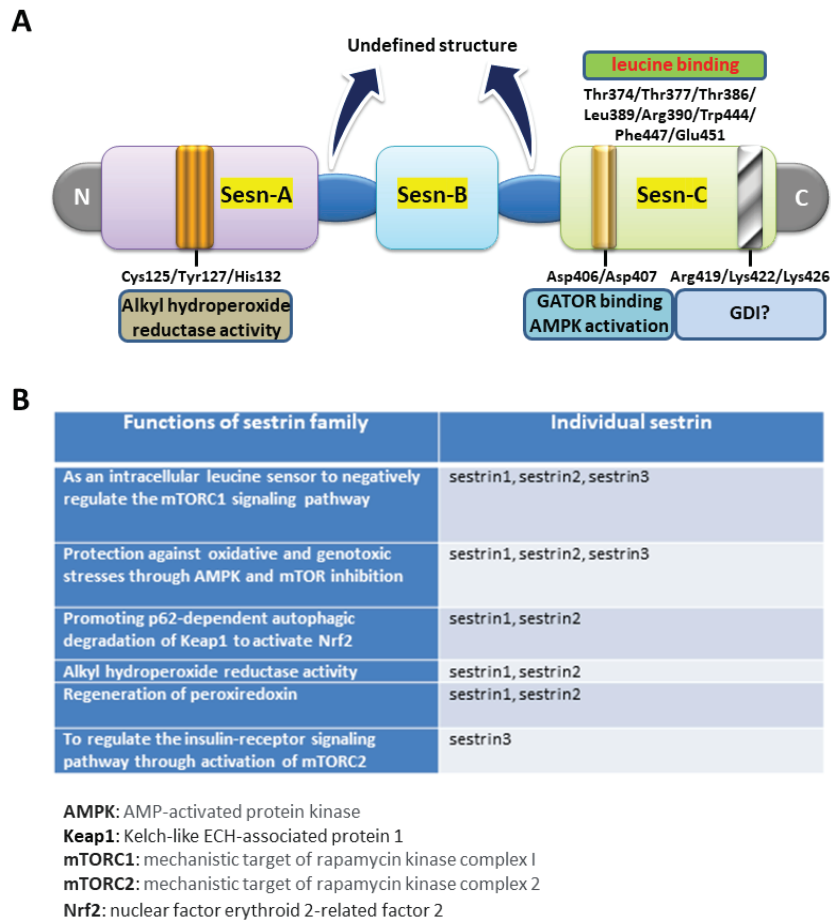 A
Undefined structure
leucine binding
Thr374/Thr377/Thr386/
Leu389/Arg390/Trp444/
Phe447/Glu451
N
Sesn-A
Sesn-B
Sesn-C
C
Cys125/Tyr127/His132
Asp406/Asp407
Arg419/Lys422/Lys426
Alkyl hydroperoxide
reductase activity
GATOR binding
AMPK activation
GDI?
B
Functions of sestrin family
Individual sestrin
As an intracellular leucine sensor to negatively
regulate the mTORC1 signaling pathway
sestrin1, sestrin2, sestrin3
Protection against oxidative and genotoxic
stresses through AMPK and mTOR inhibition
sestrin1, sestrin2, sestrin3
Promoting p62-dependent autophagic
degradation of Keap1 to activate Nrf2
sestrin1, sestrin2
Alkyl hydroperoxide reductase activity
sestrin1, sestrin2
Regeneration of peroxiredoxin
sestrin1, sestrin2
To regulate the insulin-receptor signaling
pathway through activation of mTORC2
sestrin3
AMPK: AMP-activated protein kinase
Keap1: Kelch-like ECH-associated protein 1
mTORC1: mechanistic target of rapamycin kinase complex I
mTORC2: mechanistic target of rapamycin kinase complex 2
Nrf2: nuclear factor erythroid 2-related factor 2